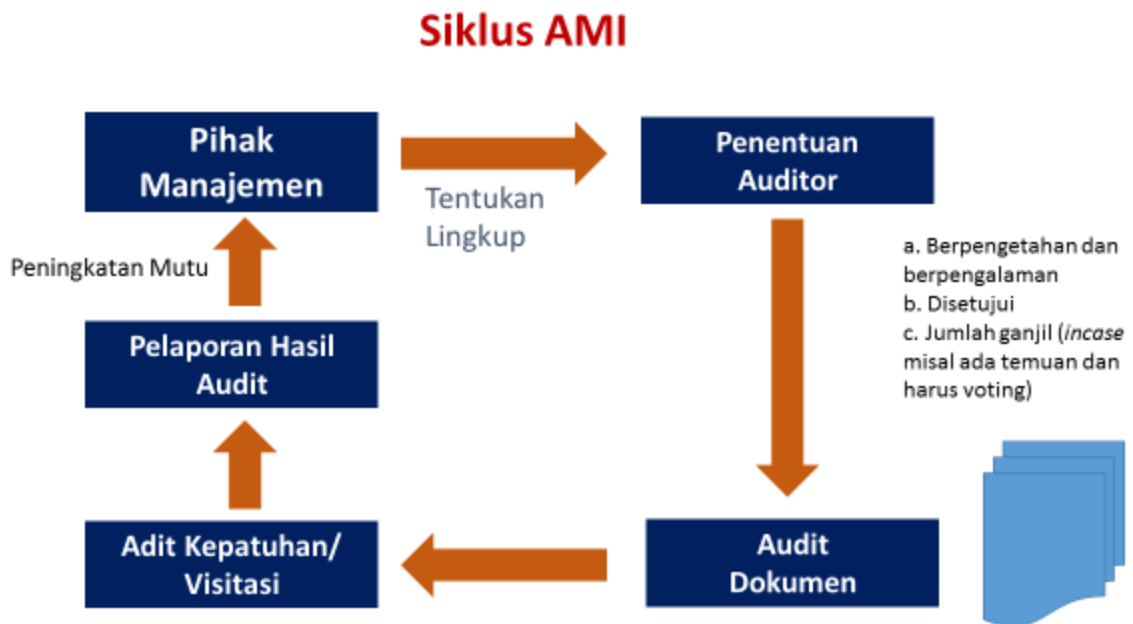 Siklus AMI
Pihak
Manajemen
Tentukan
Lingkup
Penentuan
Auditor
a. Berpengetahan dan
berpengalaman
b. Disetujui
c. Jumlah ganjil (incase
misal ada temuan dan
harus voting)
Peningkatan Mutu
Pelaporan Hasil
Audit
Adit Kepatuhan/
Visitasi
Audit
Dokumen